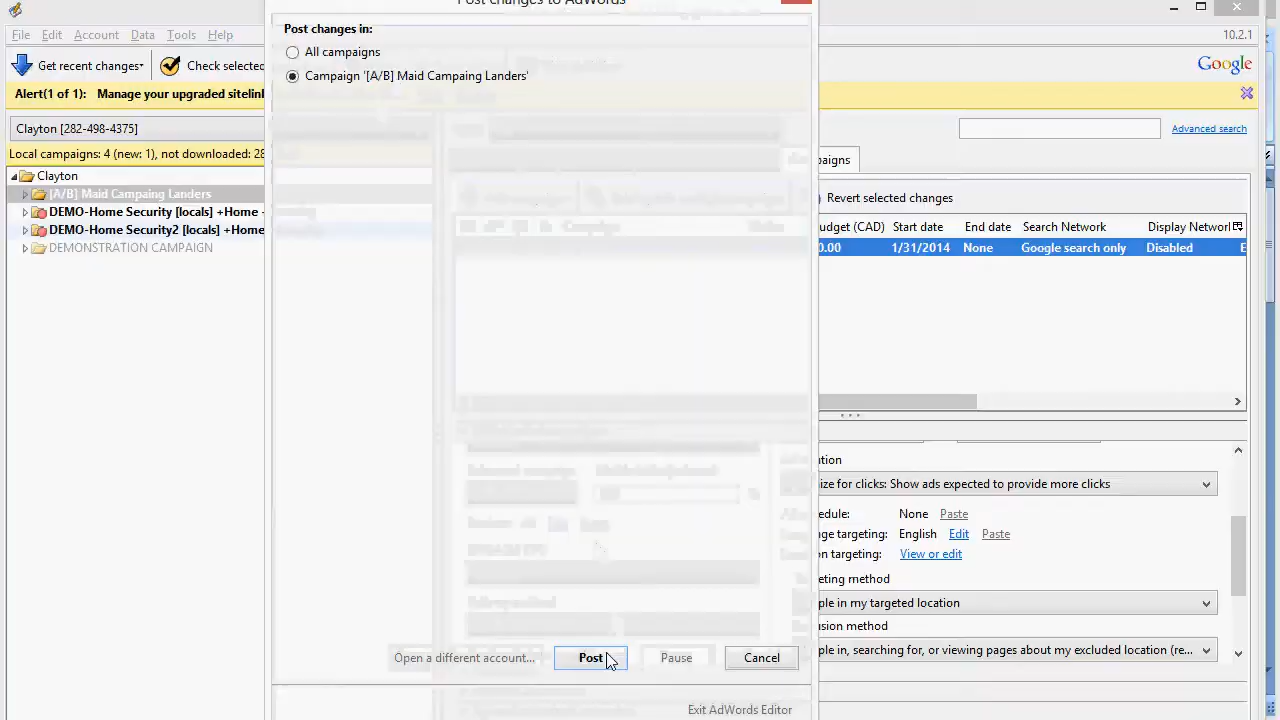 Post changes to AdWords
File Edit Account Data Tools Help
10.2.1
Get recent changes
Check selected
Google
Alert(1 of 1): Manage your upgraded sitelin
Clayton [282-498-4375]
Advanced search
Local campaigns: 4 (new: 1), not downloaded: 28
Clayton
[A/B] Maid Campaing Landers
DEMO-Home Security [locals] +Home
DEMO-Home Security2 [locals] +Home
DEMONSTRATION CAMPAIGN
Post changes in:
All campaigns
Campaign '[A/B] Maid Campaing Landers'
Open a different account...
Post
Pause
Cancel
Exit AdWords Editor
paigns
Revert selected changes
udget (CAD) Start date End date Search Network Display Networl
0.00 1/31/2014 None Google search only Disabled E
ation
nize for clicks: Show ads expected to provide more clicks
edule: None Paste
age targeting: English Edit Paste
on targeting: View or edit
eting method
ple in my targeted location
usion method
ple in, searching for, or viewing pages about my excluded location (re...